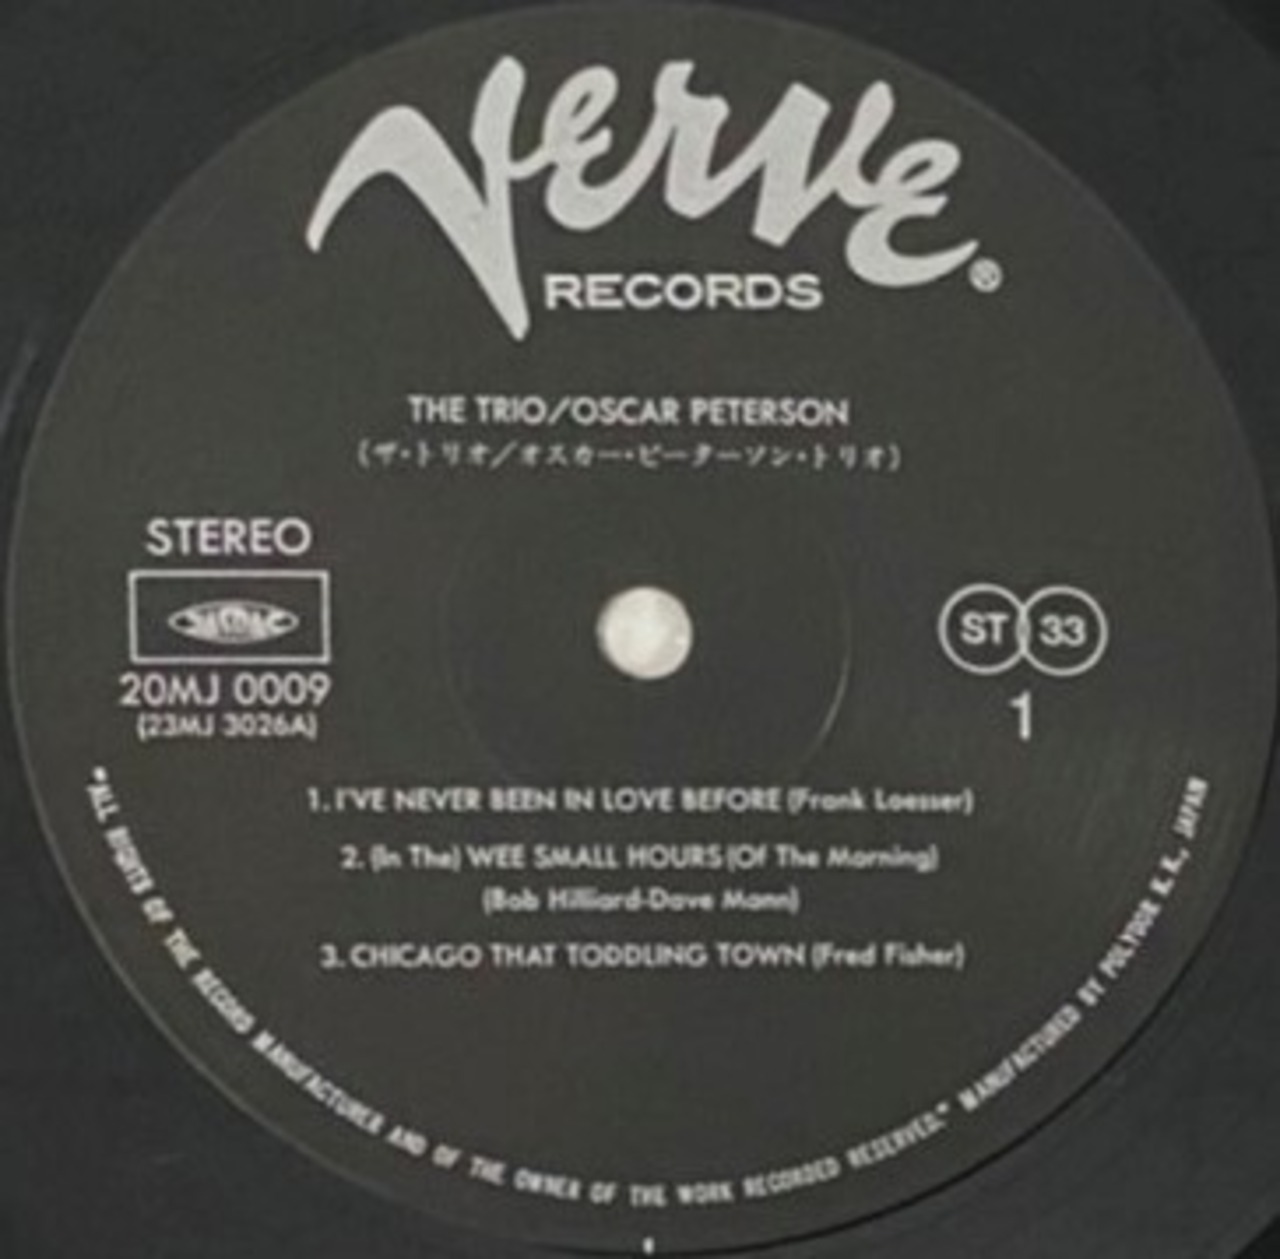 Verve®
RECORDS
THE TRIO/OSCAR PETERSON
(ザ・トリオ/オスカー・ピーターソン・トリオ)
STEREO
JASRAC
20MJ 0009
(23MJ 3026A)
ST 33
1
1. I'VE NEVER BEEN IN LOVE BEFORE (Frank Loesser)
2. (In The) WEE SMALL HOURS (Of The Morning)
(Bob Hilliard-Dave Mann)
3. CHICAGO THAT TODDLING TOWN (Fred Fisher)
"ALL RIGHTS OF THE RECORD MANUFACTURER AND OF THE OWNER OF THE WORK RECORDED RESERVED." MANUFACTURED BY POLYDOR K.K., JAPAN